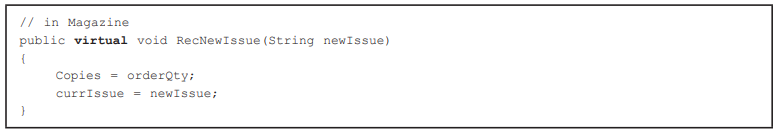 // in Magazine
public virtual void RecNewIssue(String newIssue)
{
Copies = orderQty;
currIssue = newIssue;
}